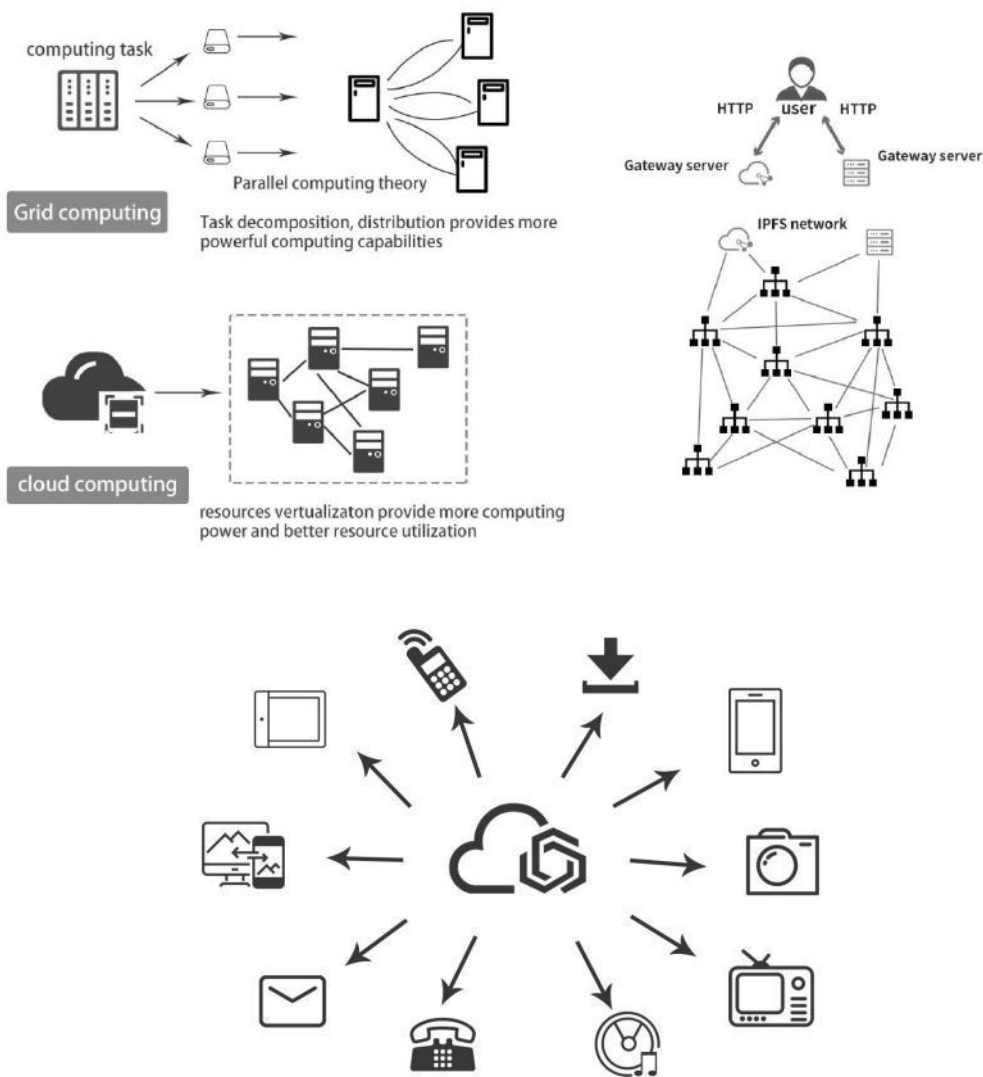 computing task
Parallel computing theory
Grid computing
Task decomposition, distribution provides more
powerful computing capabilities
cloud computing
resources vertualizaton provide more computing
power and better resource utilization
HTTP user HTTP
Gateway server
Gateway server
IPFS network